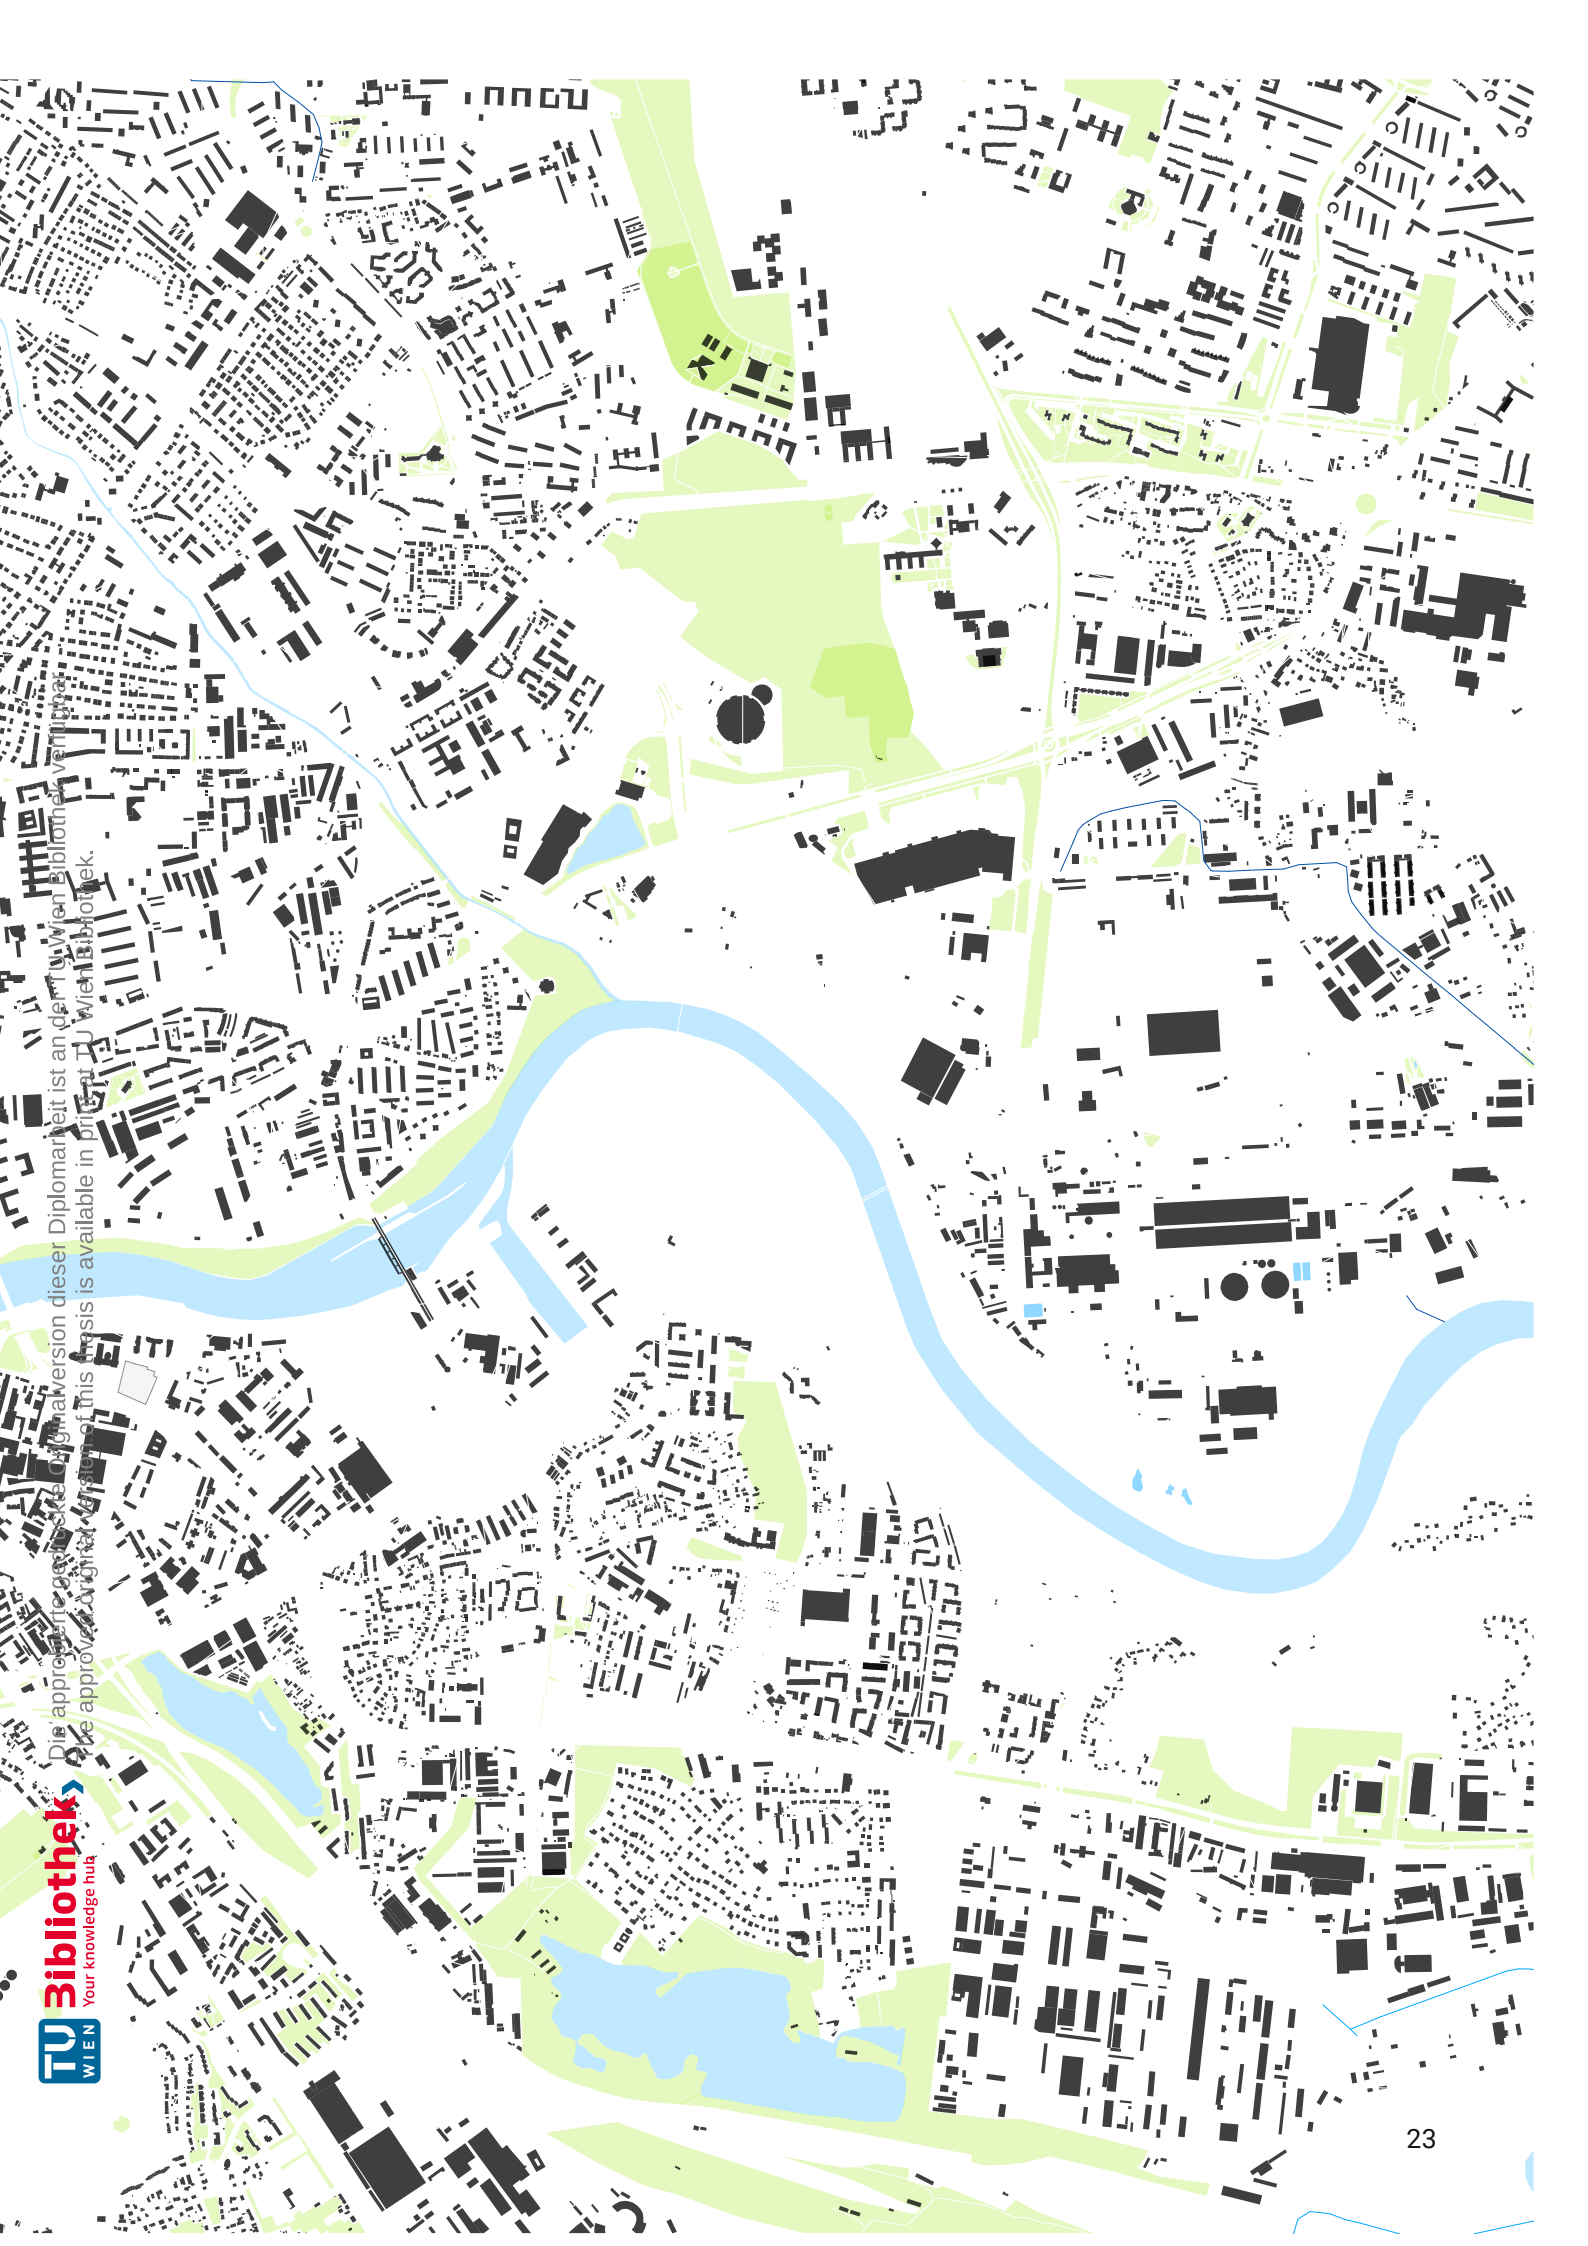 Die approbierte gedruckte Originalversion dieser Diplomarbeit ist an der TU Wien Bibliothek verfügbar.
The approved original version of this thesis is available in print at TU Wien Bibliothek.
TU
WIEN
Bibliothek
Your knowledge hub
23